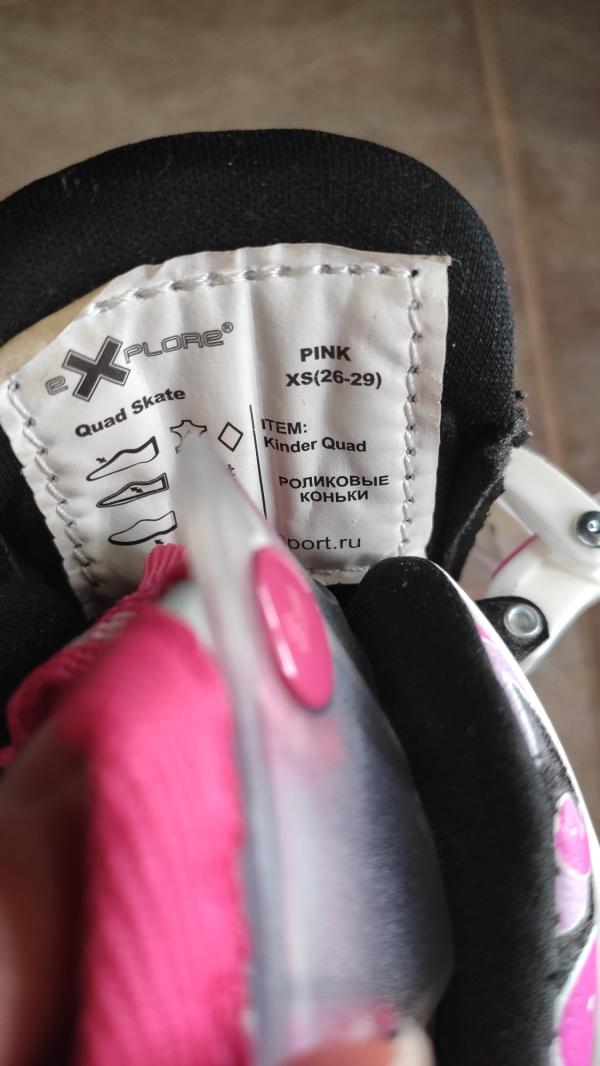 eXPLORE®
Quad Skate
PINK
XS(26-29)
ITEM:
Kinder Quad
РОЛИКОВЫЕ
КОНЬКИ
port.ru